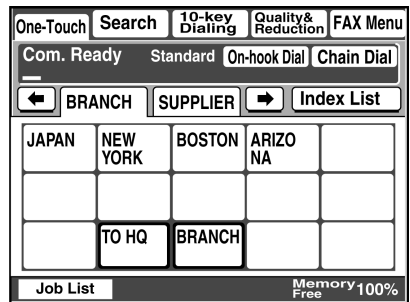 One-Touch Search 10-key Dialing Quality& Reduction FAX Menu
Com. Ready Standard On-hook Dial Chain Dial
BRANCH SUPPLIER Index List
JAPAN NEW YORK BOSTON ARIZO NA
TO HQ BRANCH
Job List Memory Free 100%